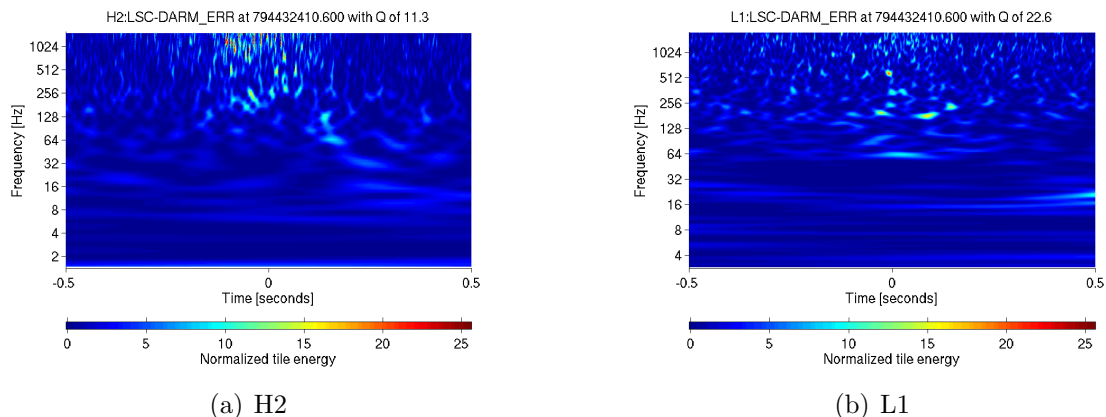 H2:LSC-DARM_ERR at 794432410.600 with Q of 11.3
1024
512
256
128
64
32
16
8
4
2
Frequency [Hz]
-0.5 0 0.5
Time [seconds]
0 5 10 15 20 25
Normalized tile energy
(a) H2
L1:LSC-DARM_ERR at 794432410.600 with Q of 22.6
1024
512
256
128
64
32
16
8
4
Frequency [Hz]
-0.5 0 0.5
Time [seconds]
0 5 10 15 20 25
Normalized tile energy
(b) L1